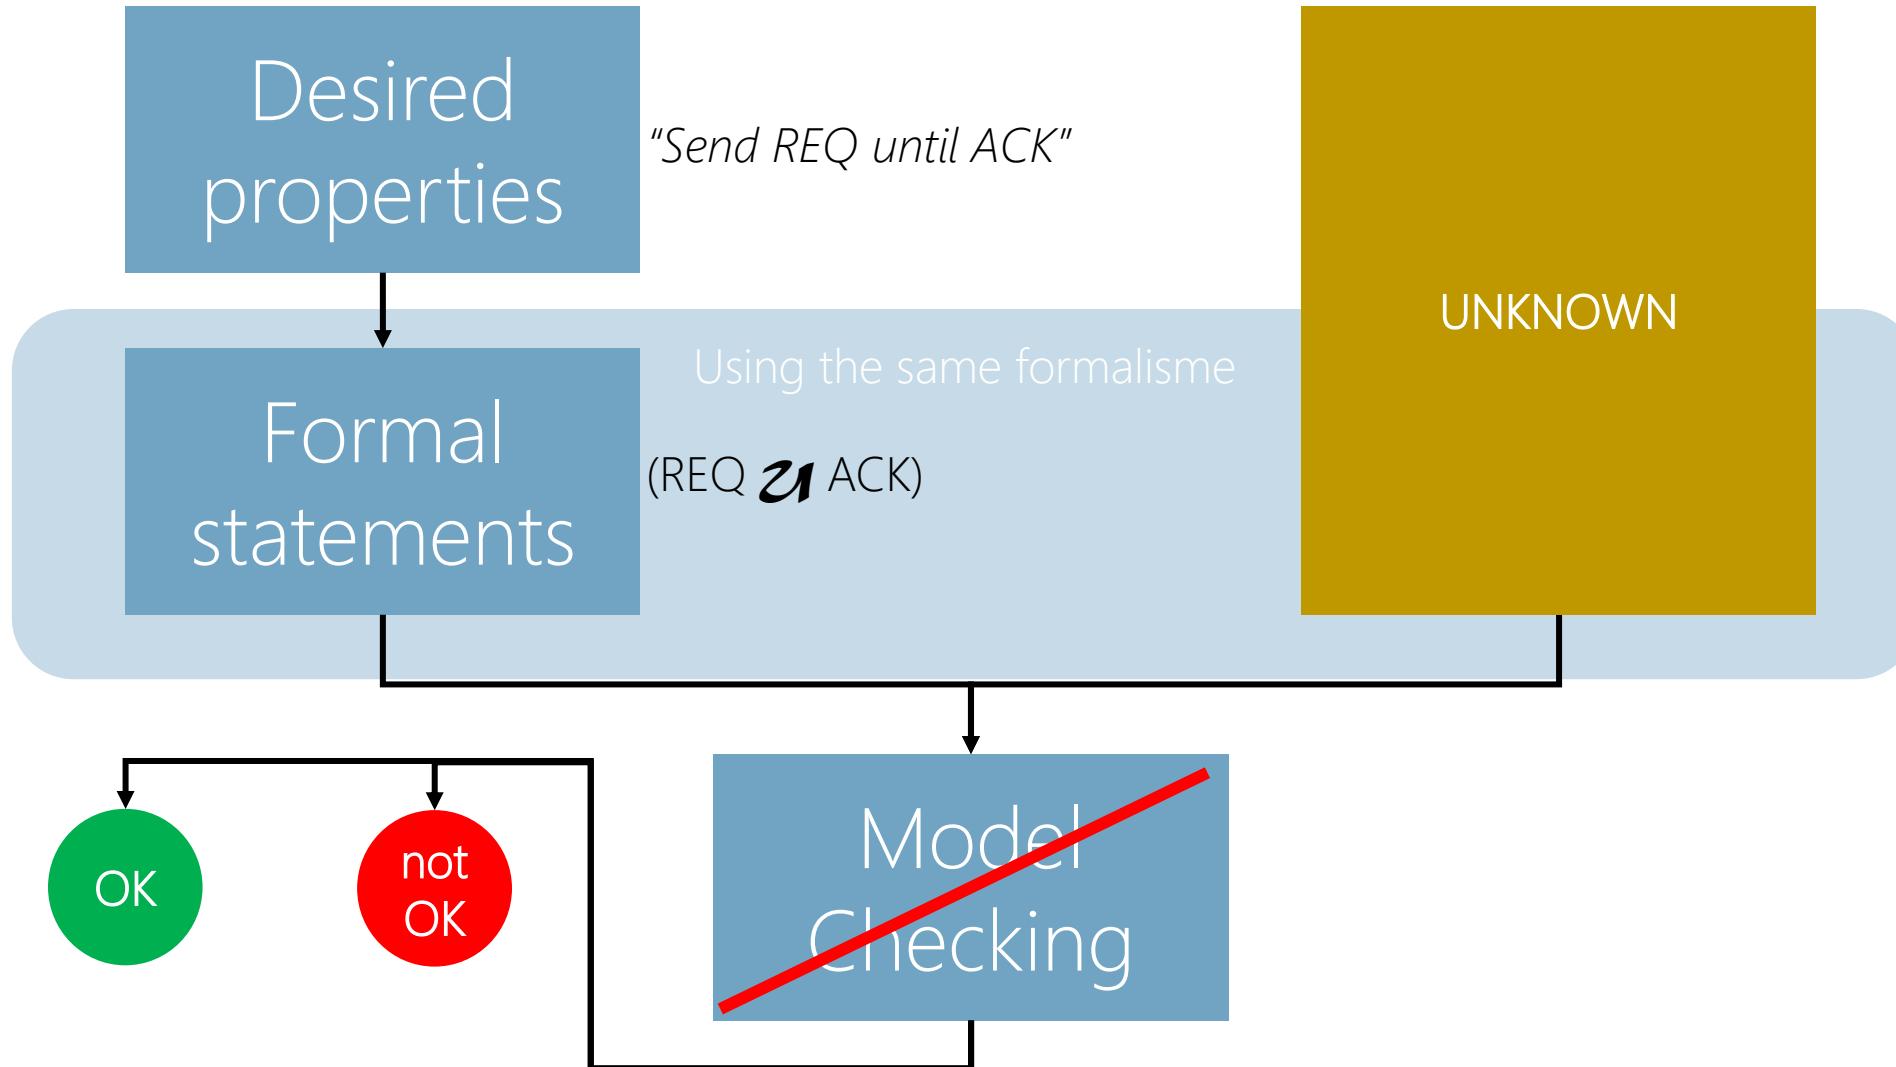 Desired
properties
“Send REQ until ACK”
UNKNOWN
Using the same formalisme
Formal
statements
(REQ 𝓤 ACK)
Model
Checking
OK
not
OK